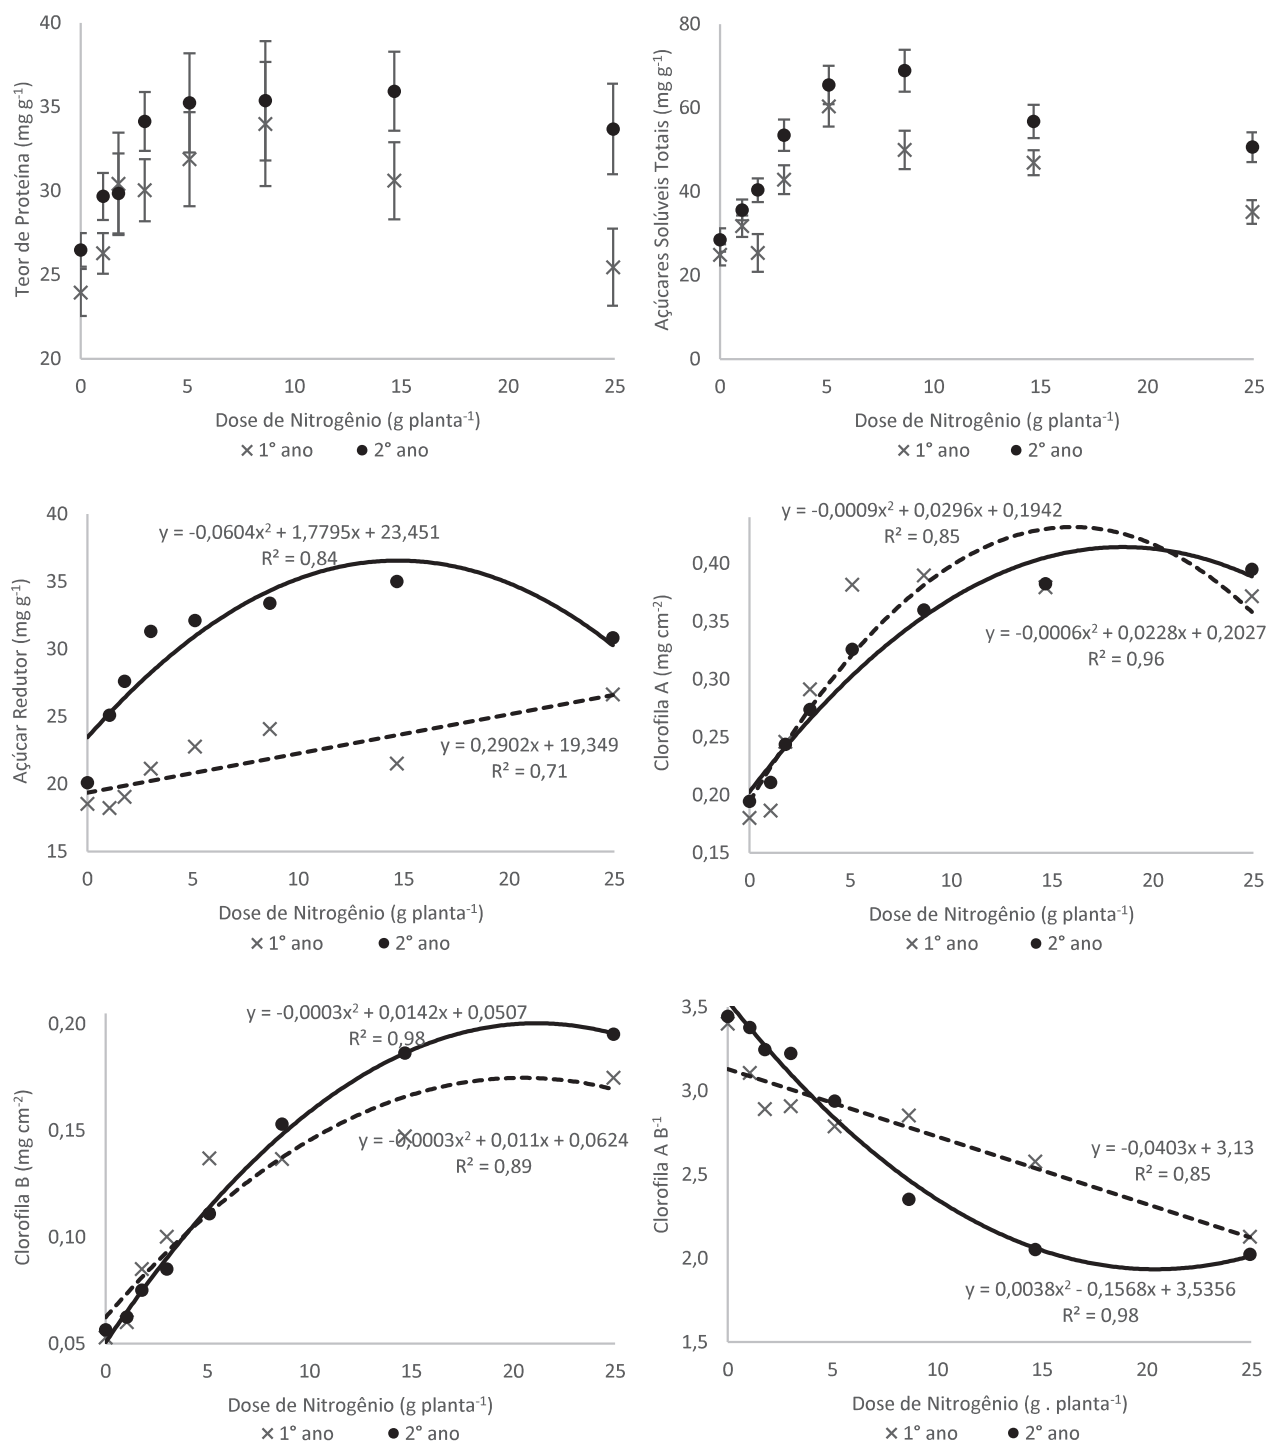 Teor de Proteína (mg g⁻¹)
40
35
30
25
20
0 5 10 15 20 25
Dose de Nitrogênio (g planta⁻¹)
1° ano 2° ano
Açúcares Solúveis Totais (mg g⁻¹)
80
60
40
20
0
0 5 10 15 20 25
Dose de Nitrogênio (g planta⁻¹)
1° ano 2° ano
Açúcar Redutor (mg g⁻¹)
40
35
30
25
20
15
y = -0,0604x² + 1,7795x + 23,451
R² = 0,84
y = 0,2902x + 19,349
R² = 0,71
0 5 10 15 20 25
Dose de Nitrogênio (g planta⁻¹)
1° ano 2° ano
Clorofila A (mg cm⁻²)
0,40
0,35
0,30
0,25
0,20
0,15
y = -0,0009x² + 0,0296x + 0,1942
R² = 0,85
y = -0,0006x² + 0,0228x + 0,2027
R² = 0,96
0 5 10 15 20 25
Dose de Nitrogênio (g planta⁻¹)
1° ano 2° ano
Clorofila B (mg cm⁻²)
0,20
0,15
0,10
0,05
y = -0,0003x² + 0,0142x + 0,0507
R² = 0,98
y = -0,0003x² + 0,011x + 0,0624
R² = 0,89
0 5 10 15 20 25
Dose de Nitrogênio (g planta⁻¹)
1° ano 2° ano
Clorofila A B⁻¹
3,5
3,0
2,5
2,0
1,5
y = -0,0403x + 3,13
R² = 0,85
y = 0,0038x² - 0,1568x + 3,5356
R² = 0,98
0 5 10 15 20 25
Dose de Nitrogênio (g . planta⁻¹)
1° ano 2° ano